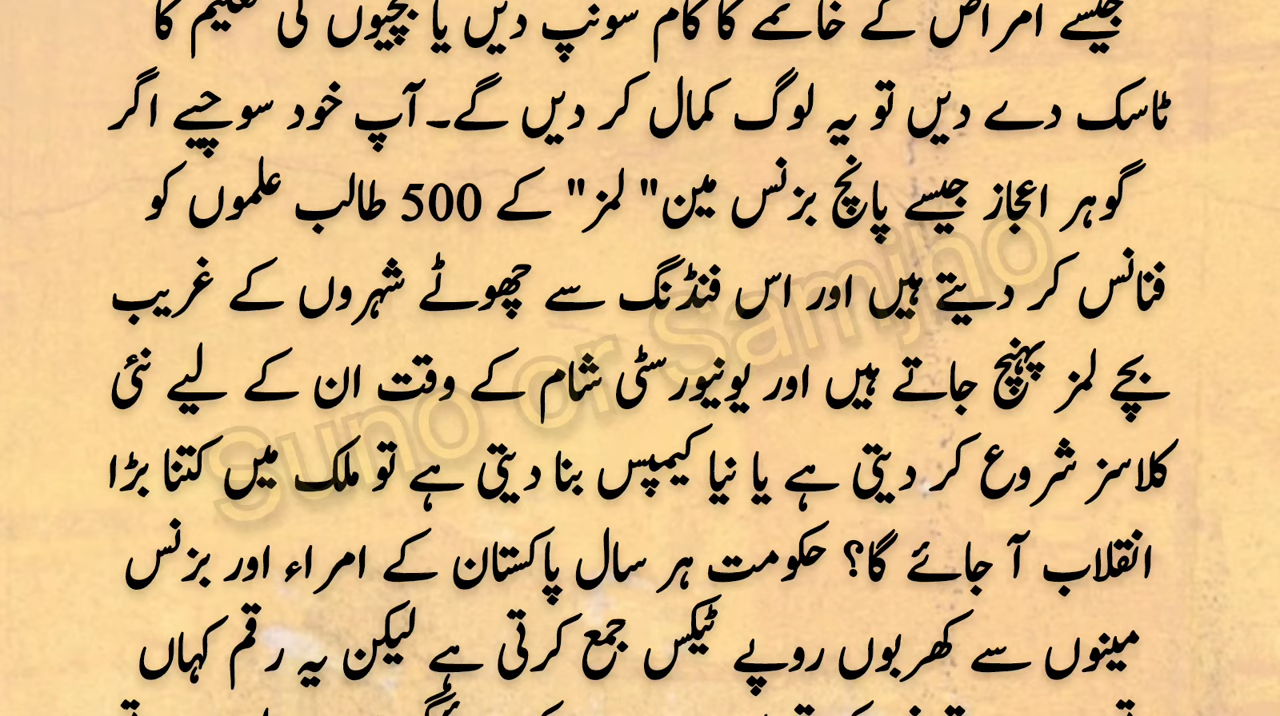 جیسے امراض کے خاتمے کا کام سونپ دیں یا بچیوں کی تعلیم کا
ٹاسک دے دیں تو یہ لوگ کمال کر دیں گے۔آپ خود سوچیے اگر
گوہر اعجاز جیسے پانچ بزنس مین" لمز" کے 500 طالب علموں کو
فنانس کر دیتے ہیں اور اس فنڈنگ سے چھوٹے شہروں کے غریب
بچے لمز پہنچ جاتے ہیں اور یونیورسٹی شام کے وقت ان کے لیے نئی
کلاسز شروع کر دیتی ہے یا نیا کیمپس بنا دیتی ہے تو ملک میں کتنا بڑا
انقلاب آ جائے گا؟ حکومت ہر سال پاکستان کے امراء اور بزنس
مینوں سے کھربوں روپے ٹیکس جمع کرتی ہے لیکن یہ رقم کہاں
Suno or Samjho